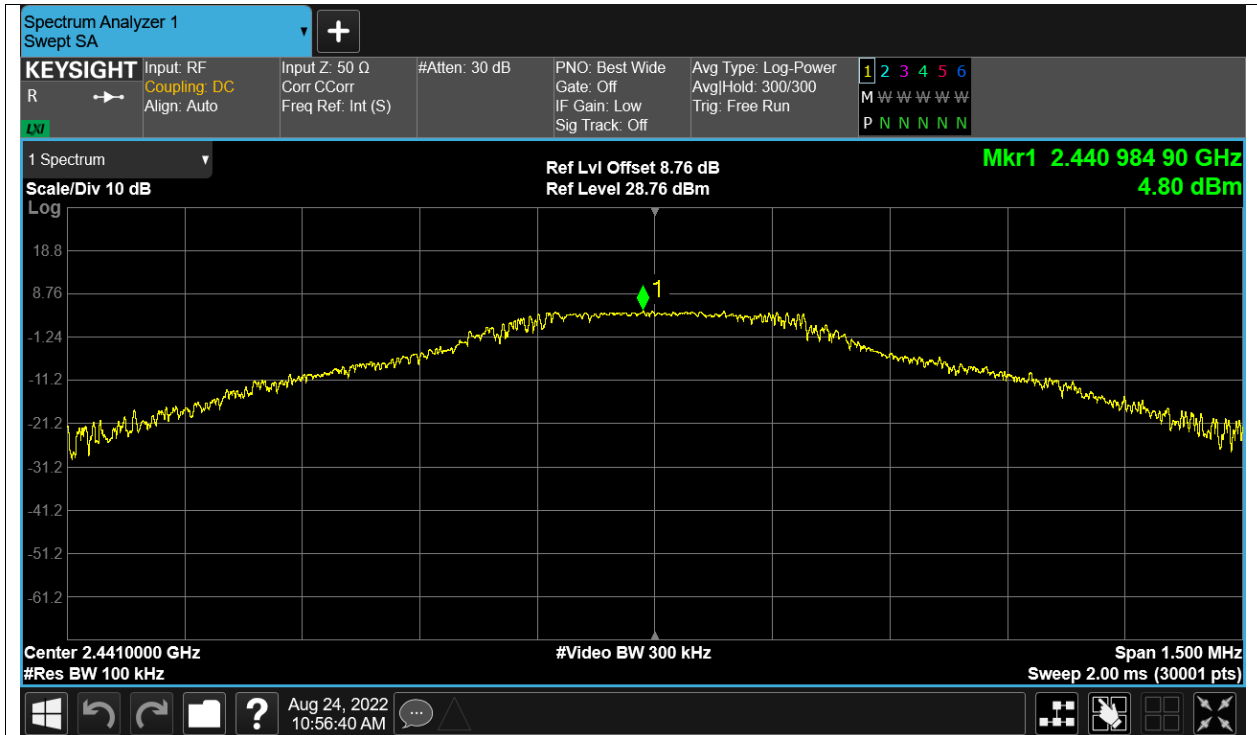 Spectrum Analyzer 1
Swept SA
KEYSIGHT
R
LXI
Input: RF
Coupling: DC
Align: Auto
Input Z: 50 Ω
Corr CCorr
Freq Ref: Int (S)
#Atten: 30 dB
PNO: Best Wide
Gate: Off
IF Gain: Low
Sig Track: Off
Avg Type: Log-Power
Avg|Hold: 300/300
Trig: Free Run
1 2 3 4 5 6
M W W W W W
P N N N N N
1 Spectrum
Scale/Div 10 dB
Log
Ref Lvl Offset 8.76 dB
Ref Level 28.76 dBm
Mkr1 2.440 984 90 GHz
4.80 dBm
18.8
8.76
1
-1.24
-11.2
-21.2
-31.2
-41.2
-51.2
-61.2
Center 2.4410000 GHz
#Res BW 100 kHz
#Video BW 300 kHz
Span 1.500 MHz
Sweep 2.00 ms (30001 pts)
?
Aug 24, 2022
10:56:40 AM